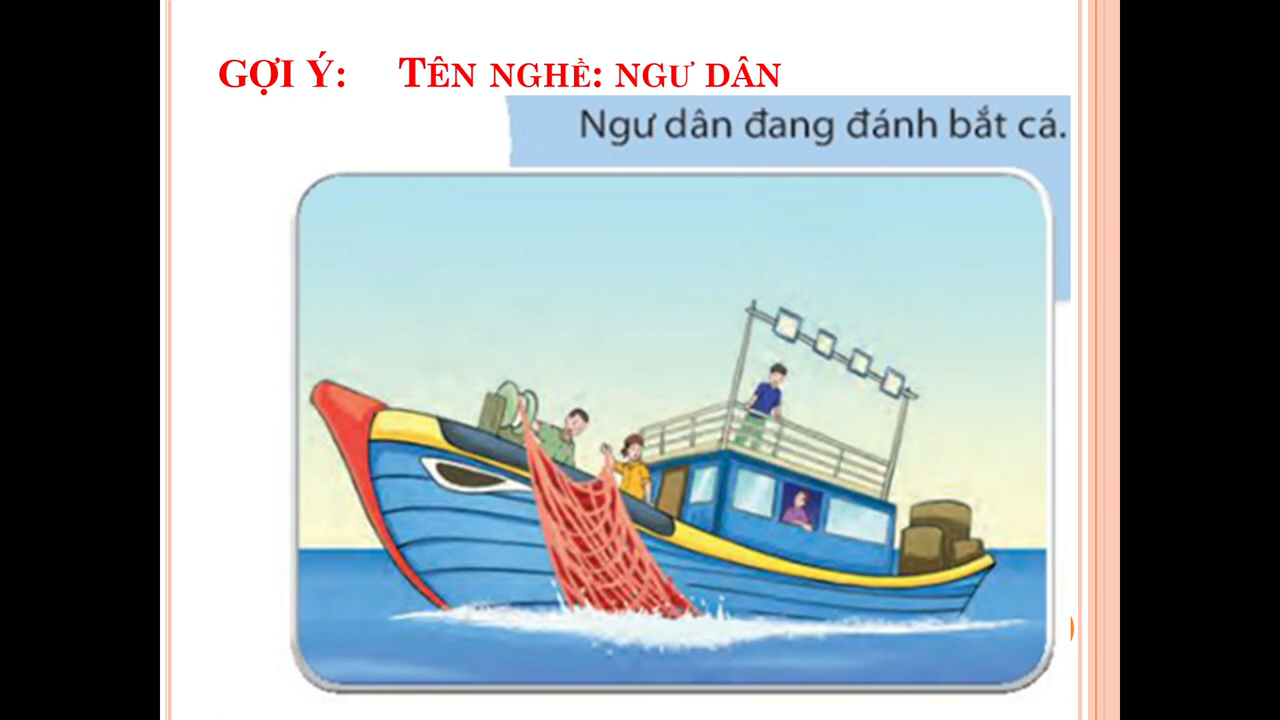 GỢI Ý: TÊN NGHỀ: NGƯ DÂN
Ngư dân đang đánh bắt cá.